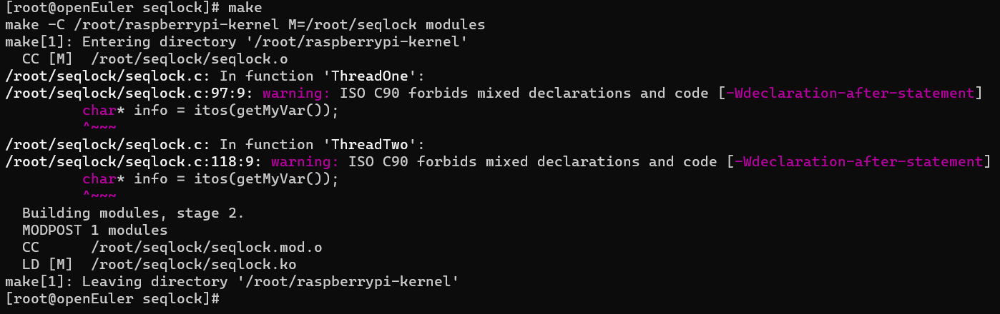 [root@openEuler seqlock]# make
make -C /root/raspberrypi-kernel M=/root/seqlock modules
make[1]: Entering directory '/root/raspberrypi-kernel'
  CC [M]  /root/seqlock/seqlock.o
/root/seqlock/seqlock.c: In function 'ThreadOne':
/root/seqlock/seqlock.c:97:9: warning: ISO C90 forbids mixed declarations and code [-Wdeclaration-after-statement]
         char* info = itos(getMyVar());
         ^~~~
/root/seqlock/seqlock.c: In function 'ThreadTwo':
/root/seqlock/seqlock.c:118:9: warning: ISO C90 forbids mixed declarations and code [-Wdeclaration-after-statement]
         char* info = itos(getMyVar());
         ^~~~
  Building modules, stage 2.
  MODPOST 1 modules
  CC      /root/seqlock/seqlock.mod.o
  LD [M]  /root/seqlock/seqlock.ko
make[1]: Leaving directory '/root/raspberrypi-kernel'
[root@openEuler seqlock]#